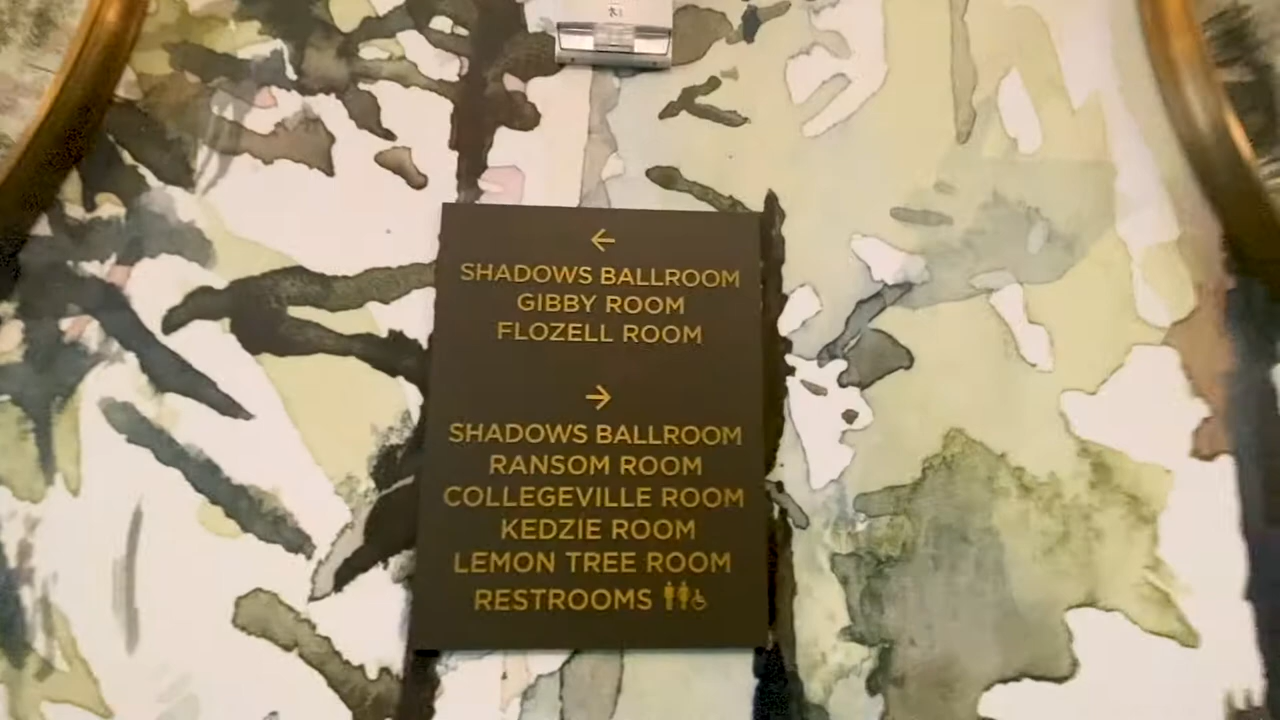 ←
SHADOWS BALLROOM
GIBBY ROOM
FLOZELL ROOM
→
SHADOWS BALLROOM
RANSOM ROOM
COLLEGEVILLE ROOM
KEDZIE ROOM
LEMON TREE ROOM
RESTROOMS